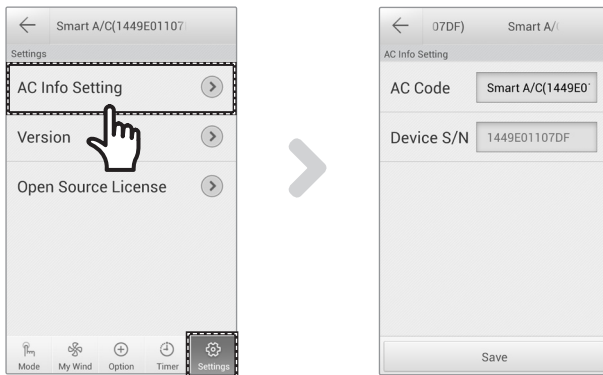 Smart A/C(1449E01107
Settings
AC Info Setting
Version
Open Source License
Mode
My Wind
Option
Timer
Settings
07DF)
Smart A/(
AC Info Setting
AC Code
Smart A/C(1449E0
Device S/N
1449E01107DF
Save